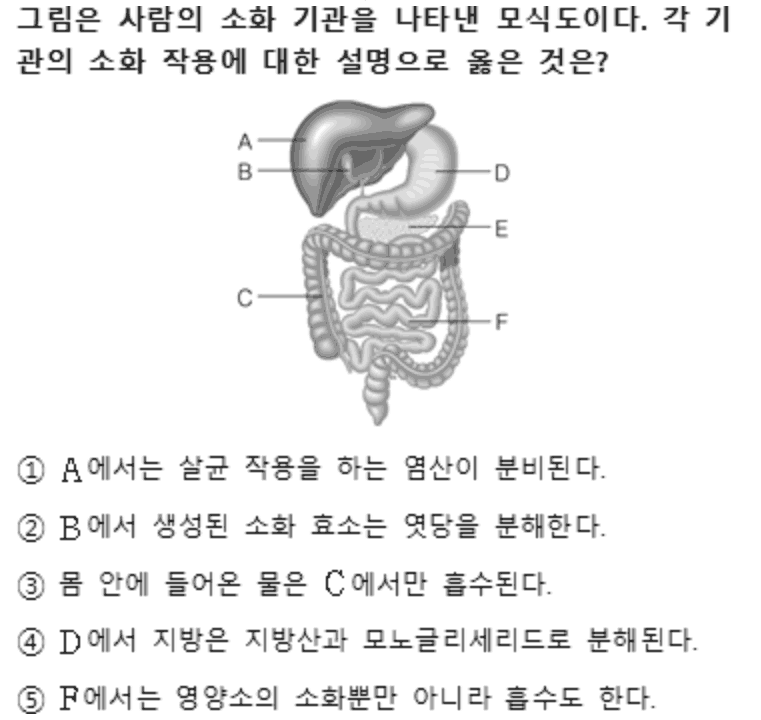 그림은 사람의 소화 기관을 나타낸 모식도이다. 각 기
관의 소화 작용에 대한 설명으로 옳은 것은?
A
B
D
E
C
F
① A에서는 살균 작용을 하는 염산이 분비된다.
② B에서 생성된 소화 효소는 엿당을 분해한다.
③ 몸 안에 들어온 물은 C에서만 흡수된다.
④ D에서 지방은 지방산과 모노글리세리드로 분해된다.
⑤ F에서는 영양소의 소화뿐만 아니라 흡수도 한다.